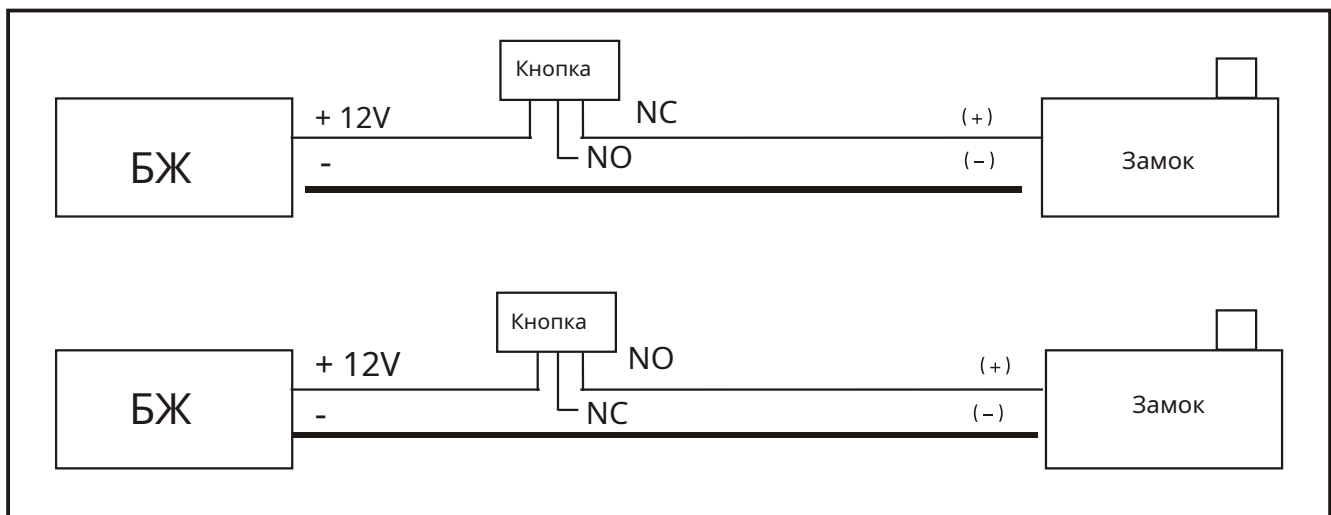 Кнопка
+ 12V
NC
(+)
БЖ
-
NO
(-)
Замок
Кнопка
+ 12V
NO
(+)
БЖ
-
NC
(-)
Замок